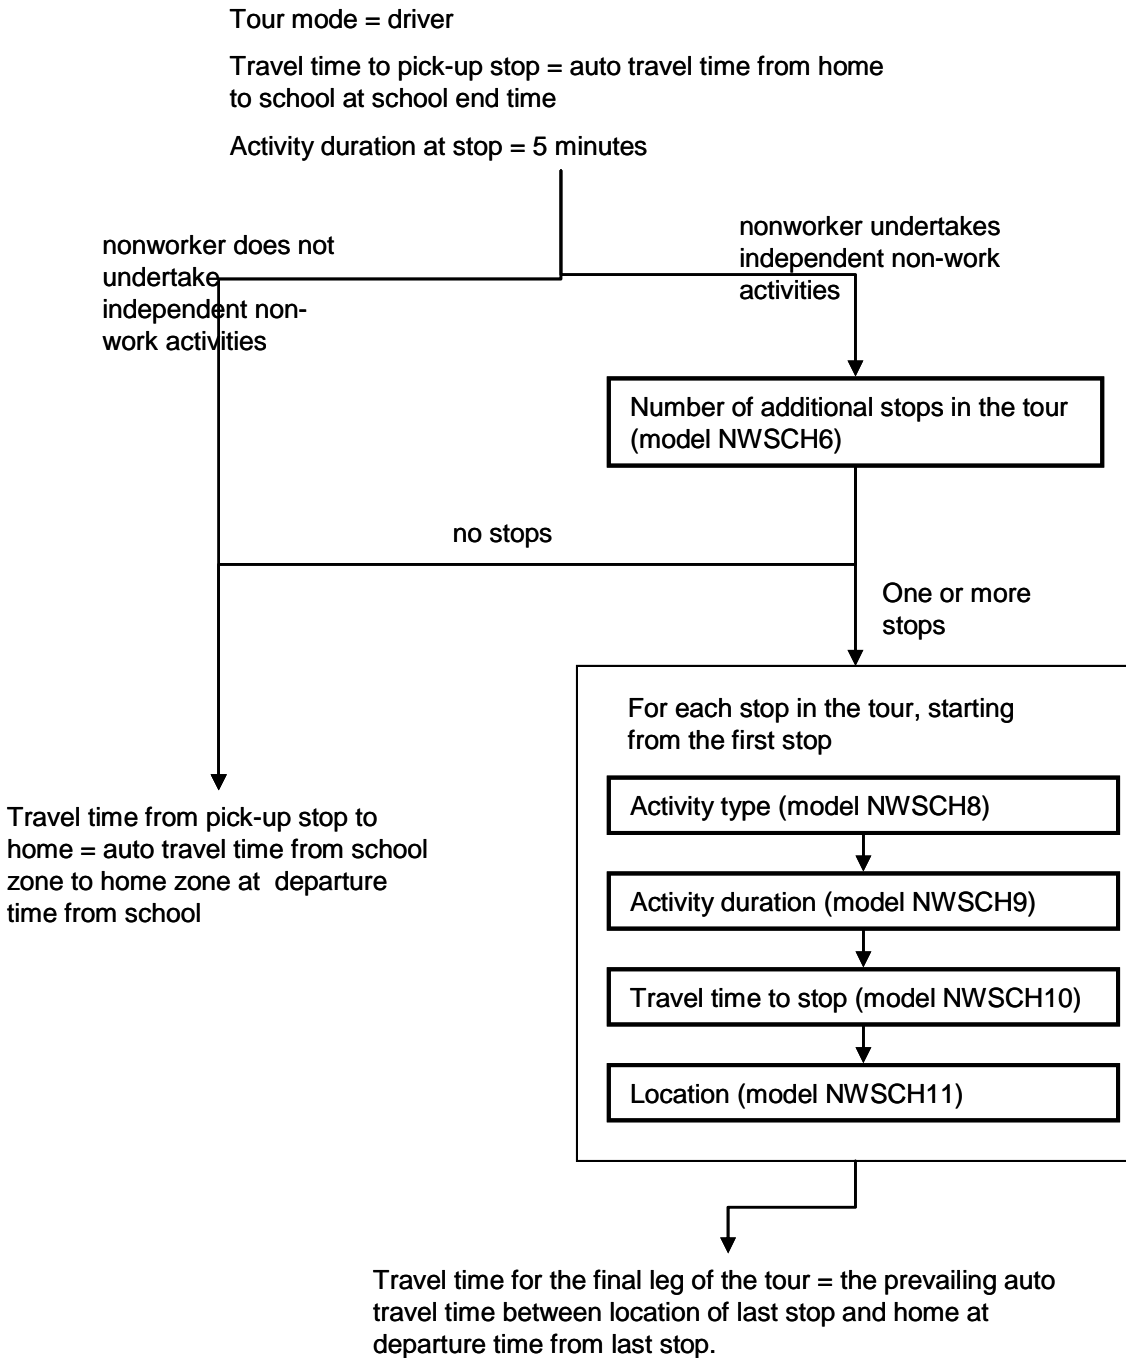 Tour mode = driver
Travel time to pick-up stop = auto travel time from home
to school at school end time
Activity duration at stop = 5 minutes
nonworker does not
undertake
independent non-
work activities
nonworker undertakes
independent non-work
activities
Number of additional stops in the tour
(model NWSCH6)
no stops
One or more
stops
For each stop in the tour, starting
from the first stop
Activity type (model NWSCH8)
Activity duration (model NWSCH9)
Travel time to stop (model NWSCH10)
Location (model NWSCH11)
Travel time from pick-up stop to
home = auto travel time from school
zone to home zone at  departure
time from school
Travel time for the final leg of the tour = the prevailing auto
travel time between location of last stop and home at
departure time from last stop.